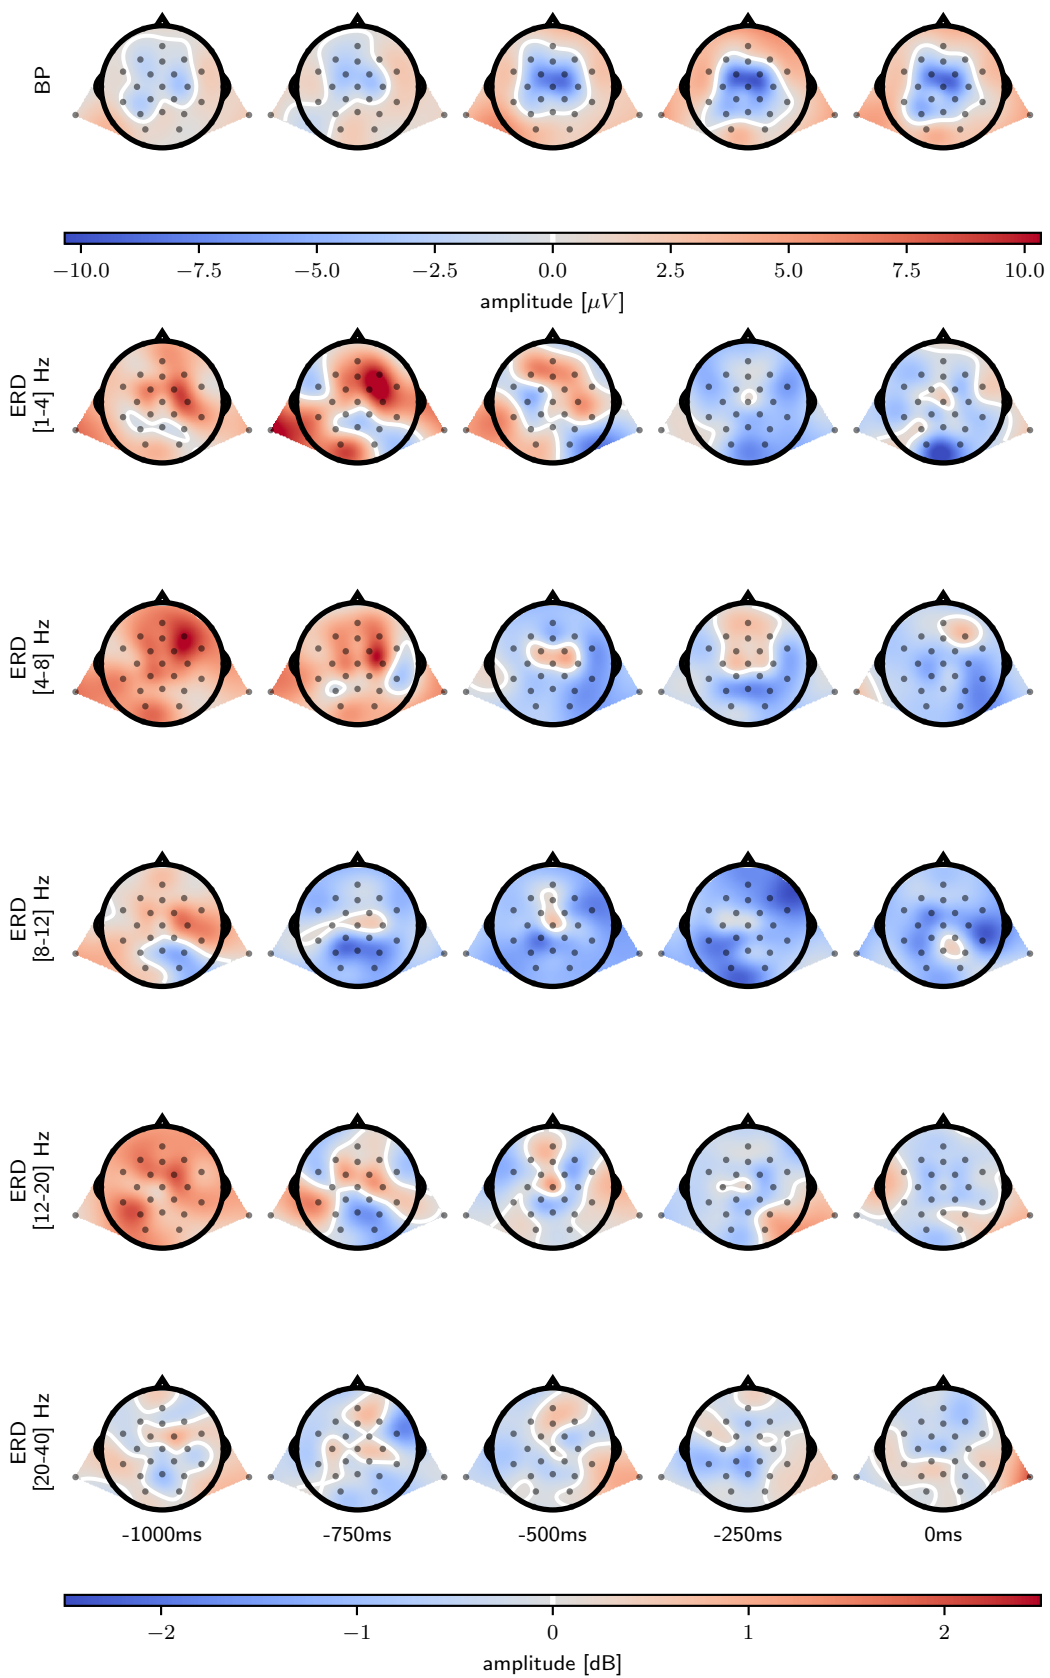 BP
−10.0 −7.5 −5.0 −2.5 0.0 2.5 5.0 7.5 10.0
amplitude [μV]
ERD
[1–4] Hz
ERD
[4–8] Hz
ERD
[8-12] Hz
ERD
[12-20] Hz
ERD
[20-40] Hz
-1000ms -750ms -500ms -250ms 0ms
−2 −1 0 1 2
amplitude [dB]